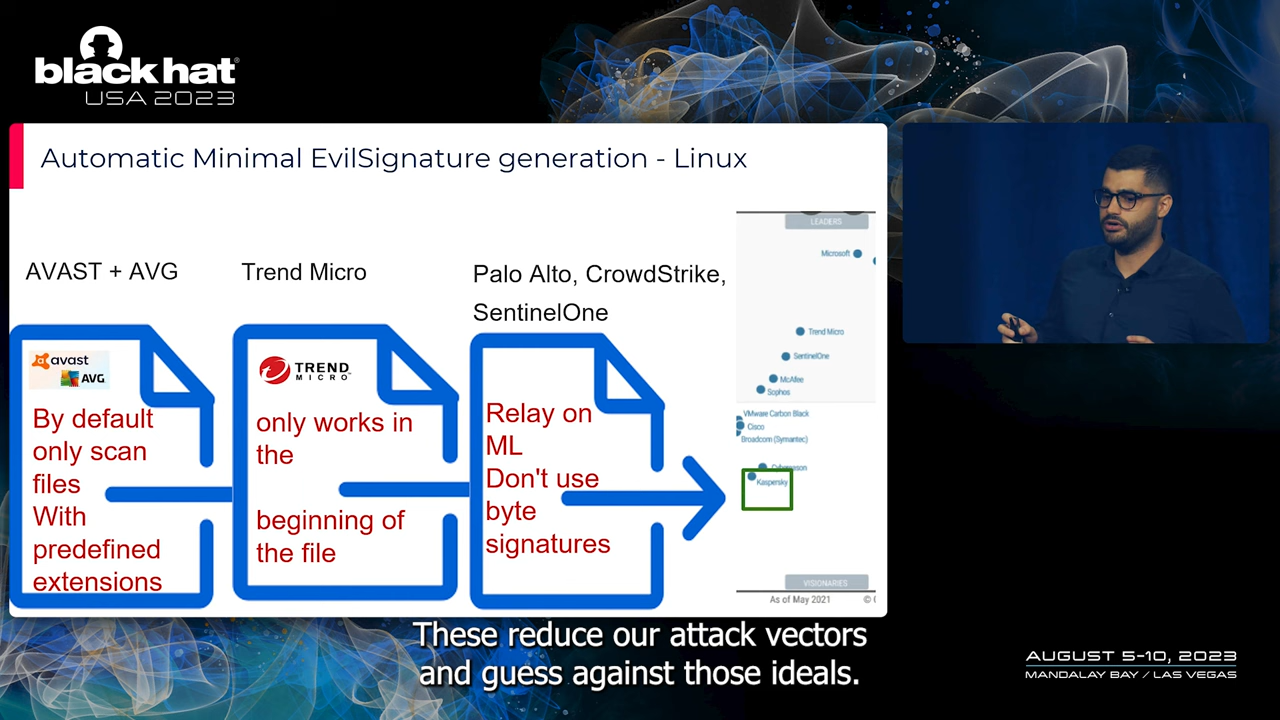 black hat®
USA 2023
Automatic Minimal EvilSignature generation - Linux
AVAST + AVG
avast
AVG
By default
only scan
files
With
predefined
extensions
Trend Micro
TREND
MICRO
only works in
the
beginning of
the file
Palo Alto, CrowdStrike,
SentinelOne
Relay on
ML
Don't use
byte
signatures
LEADERS
Microsoft
Trend Micro
SentinelOne
McAfee
Sophos
VMware Carbon Black
Cisco
Broadcom (Symantec)
Cybereason
Kaspersky
VISIONARIES
As of May 2021
©
These reduce our attack vectors
and guess against those ideals.
AUGUST 5-10, 2023
MANDALAY BAY / LAS VEGAS